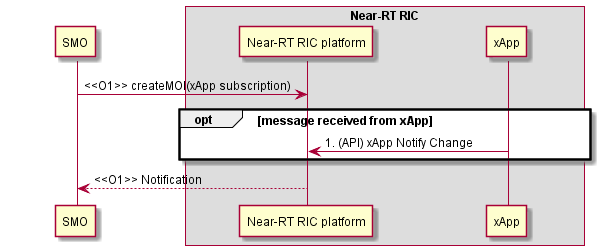 Near-RT RIC
SMO
Near-RT RIC platform
xApp
<<O1>> createMOI(xApp subscription)
opt
[message received from xApp]
1. (API) xApp Notify Change
<<O1>> Notification
SMO
Near-RT RIC platform
xApp